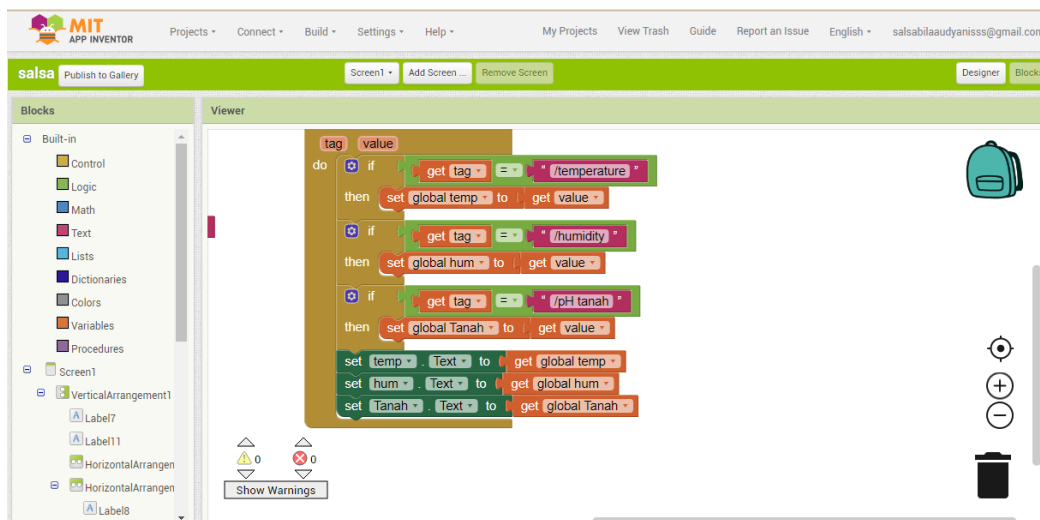 MIT
APP INVENTOR
Projects Connect Build Settings Help My Projects View Trash Guide Report an Issue English salsabilaaudyanisss@gmail.com
salsa Publish to Gallery Screen1 Add Screen ... Remove Screen Designer Blocks
Blocks Viewer
Built-in
Control
Logic
Math
Text
Lists
Dictionaries
Colors
Variables
Procedures
Screen1
VerticalArrangement1
Label7
Label11
HorizontalArrangen
HorizontalArrangen
Label8
tag value
do if get tag = " /temperature "
then set global temp to get value
if get tag = " /humidity "
then set global hum to get value
if get tag = " /pH tanah "
then set global Tanah to get value
set temp . Text to get global temp
set hum . Text to get global hum
set Tanah . Text to get global Tanah
0 0
Show Warnings